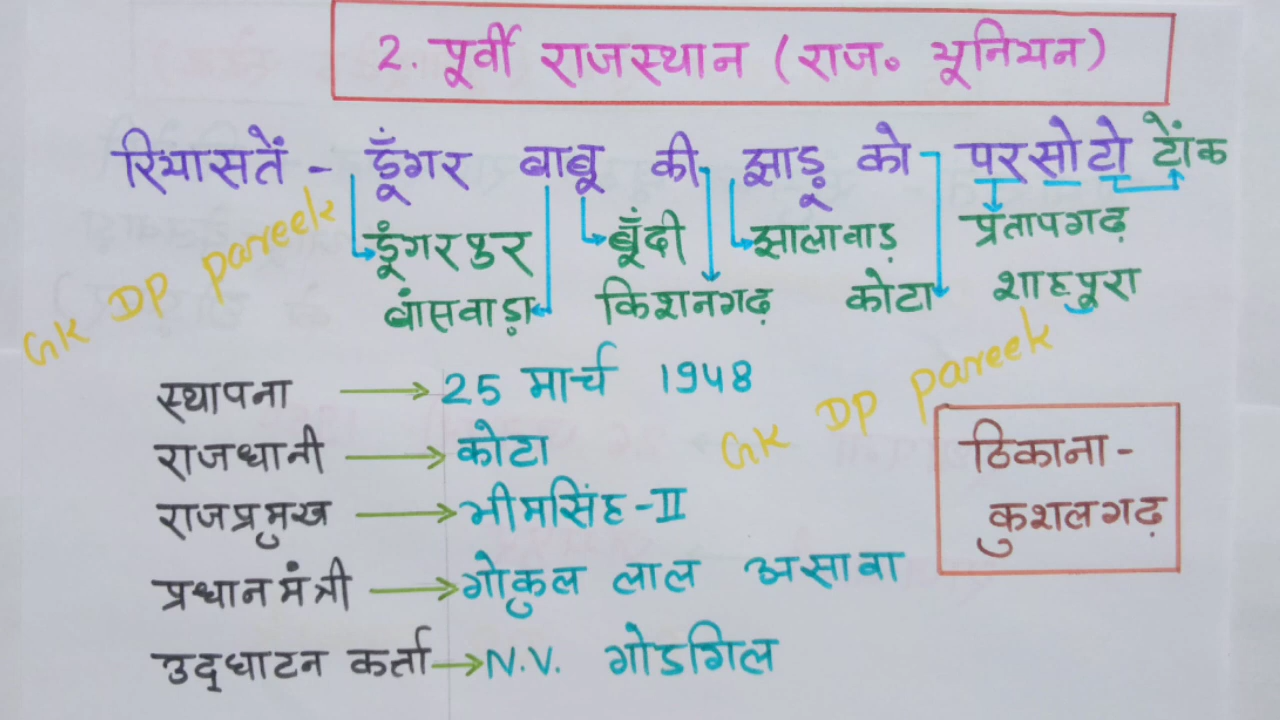 2. पूर्वी राजस्थान (राज० यूनियन)
रियासतें - डूँगर बाबू की झाडू को परसोटो टोंक
डूंगरपुर बूँदी झालावाड़ प्रतापगढ़
बांसवाड़ा किशनगढ़ कोटा शाहपुरा
GK DP pareek
स्थापना → 25 मार्च 1948
राजधानी → कोटा
GK DP pareek
राजप्रमुख → भीमसिंह-II
प्रधानमंत्री → गोकुल लाल असावा
उद्घाटन कर्ता → N.V. गोडगिल
ठिकाना-
कुशलगढ़